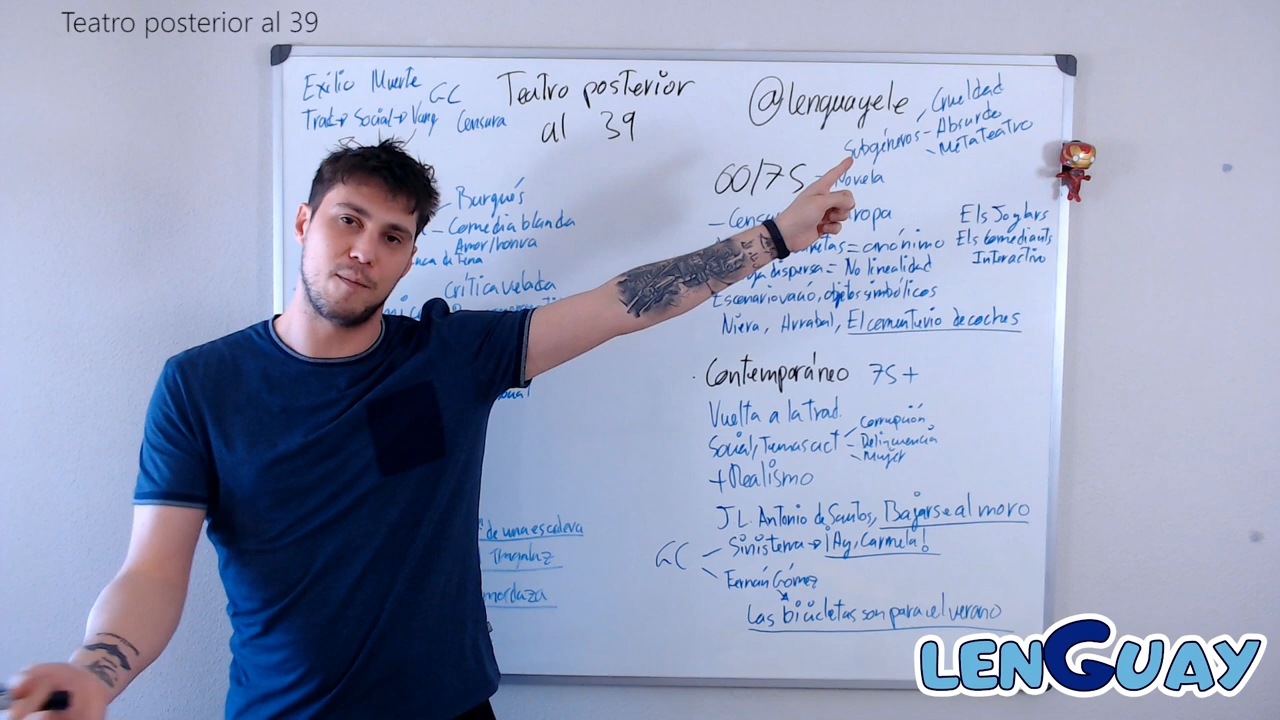 Teatro posterior al 39
Exilio Muerte
GC
Trad→Social→Vang Censura
Teatro posterior
al 39
@lenguayele
Subgéneros
Crueldad
Absurdo
Metateatro
60/75 - Novela
Burgués
Comedia blanda
Amor/honra
Crítica velada
Els Joglars
Els Comediants
Interactivo
= anónimo
dispersa = No linealidad
Escenario vacío, objetos simbólicos
Nieva, Arrabal, El cementerio de coches
Contemporáneo 75+
Vuelta a la trad.
Social, Temas act
Corrupción
Delincuencia
Mujer
+Realismo
J L. Antonio de Santos, Bajarse al moro
GC
Sinisterra → ¡Ay, Carmela!
Fernán Gómez
Las bicicletas son para el verano
de una escalera
Tragaluz
mordaza
LENGUAY